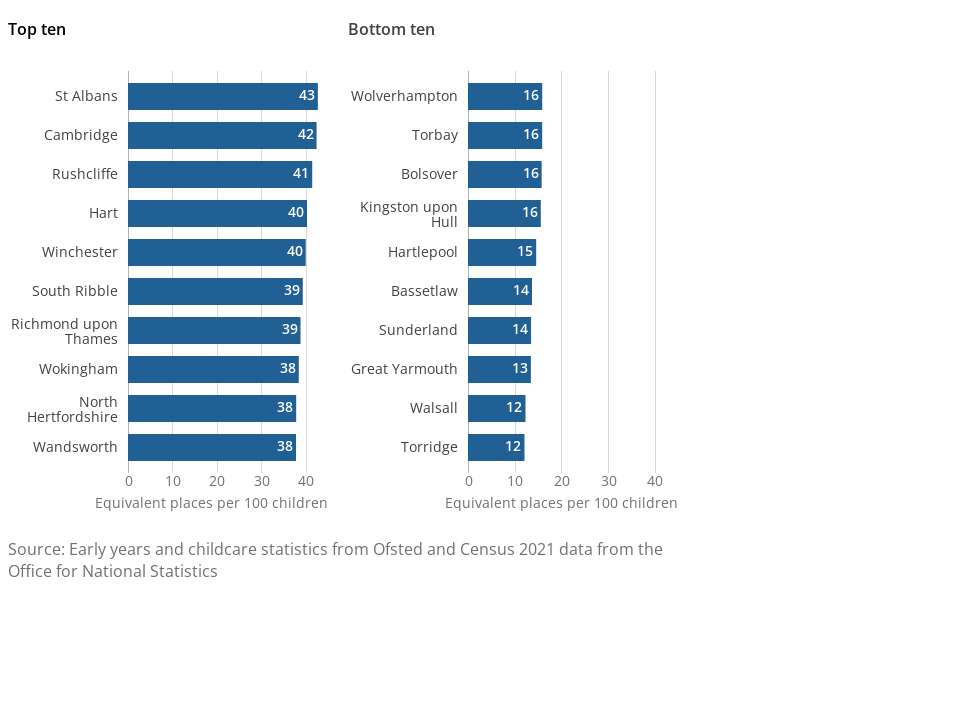 Top ten
St Albans 43
Cambridge 42
Rushcliffe 41
Hart 40
Winchester 40
South Ribble 39
Richmond upon
Thames 39
Wokingham 38
North
Hertfordshire 38
Wandsworth 38
0 10 20 30 40
Equivalent places per 100 children
Bottom ten
Wolverhampton 16
Torbay 16
Bolsover 16
Kingston upon
Hull 16
Hartlepool 15
Bassetlaw 14
Sunderland 14
Great Yarmouth 13
Walsall 12
Torridge 12
0 10 20 30 40
Equivalent places per 100 children
Source: Early years and childcare statistics from Ofsted and Census 2021 data from the
Office for National Statistics